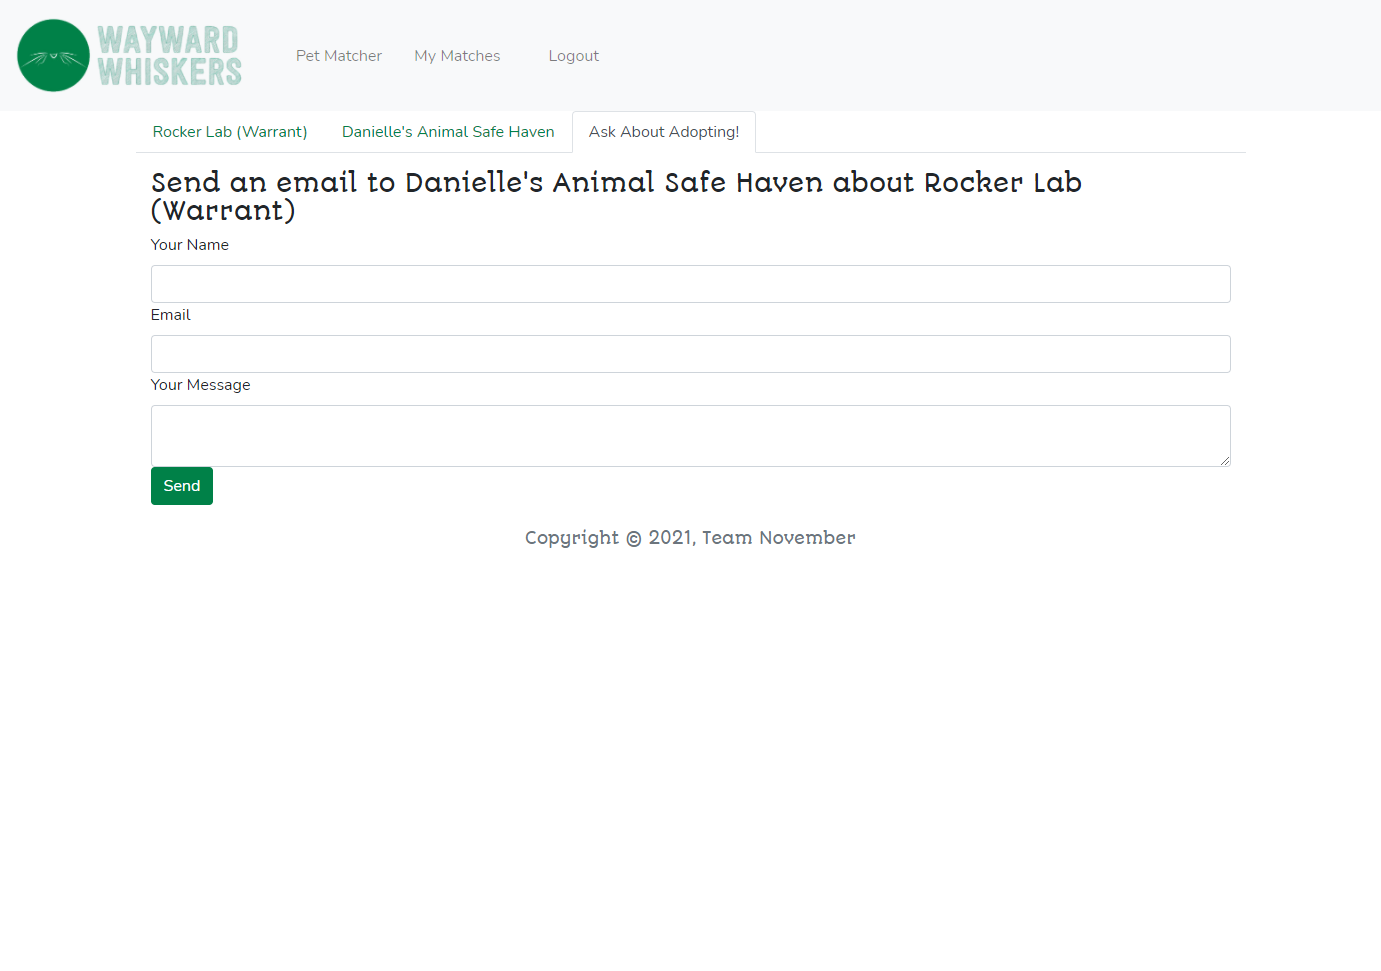 WAYWARD
WHISKERS
Pet Matcher My Matches Logout
Rocker Lab (Warrant) Danielle's Animal Safe Haven Ask About Adopting!
Send an email to Danielle's Animal Safe Haven about Rocker Lab
(Warrant)
Your Name
Email
Your Message
Send
Copyright © 2021, Team November